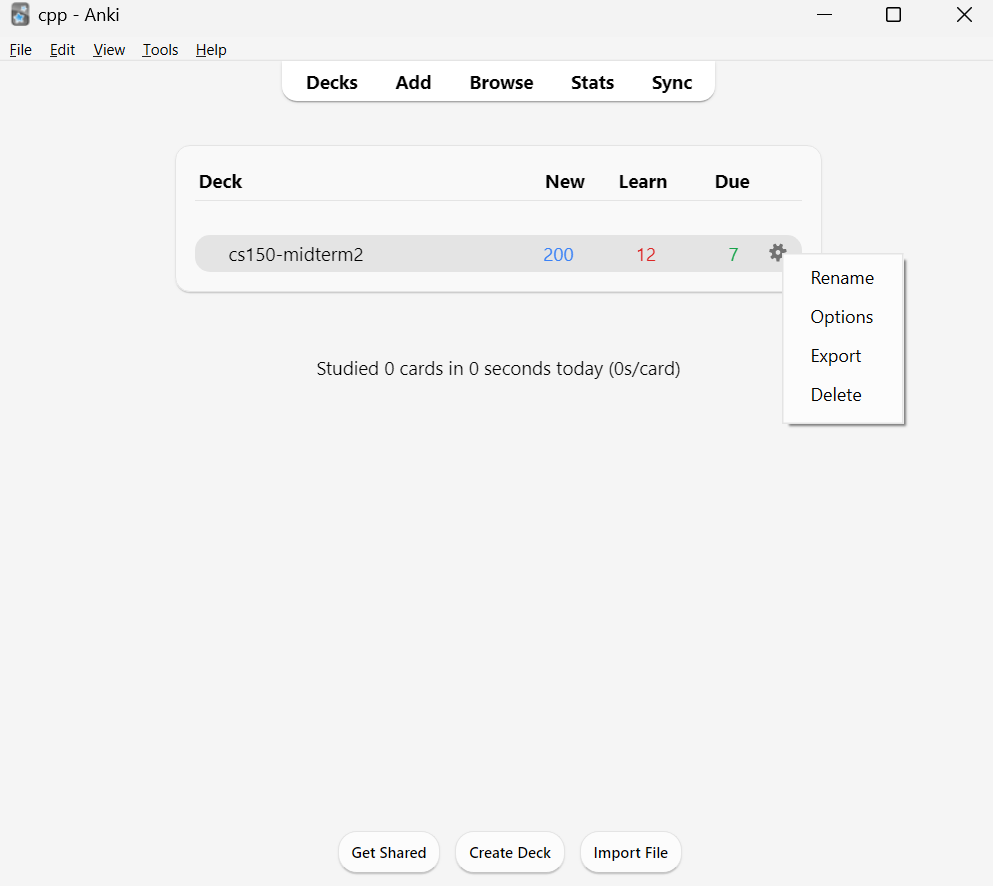 cpp - Anki
File Edit View Tools Help
Decks Add Browse Stats Sync
Deck New Learn Due
cs150-midterm2 200 12 7
Rename
Options
Export
Delete
Studied 0 cards in 0 seconds today (0s/card)
Get Shared Create Deck Import File